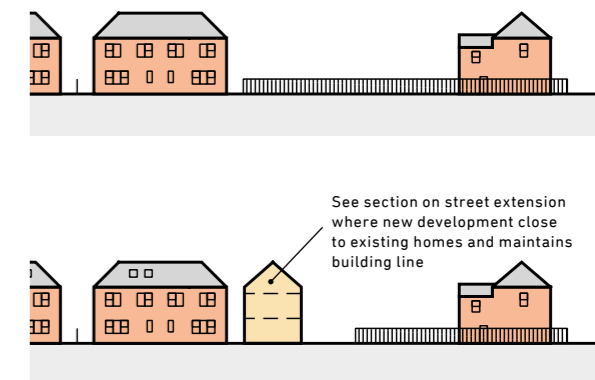 See section on street extension
where new development close
to existing homes and maintains
building line